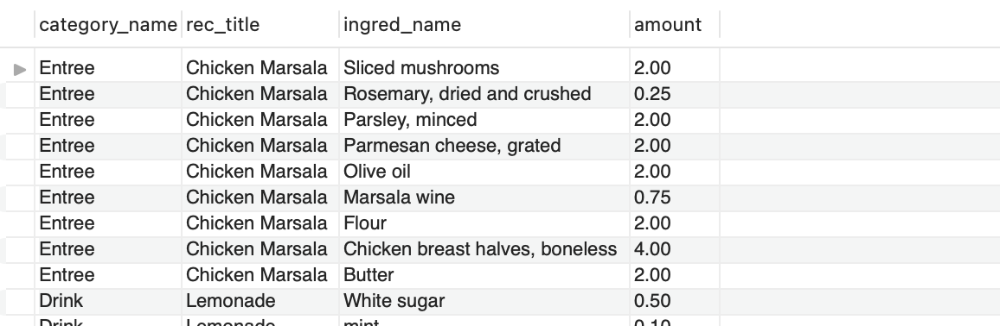 category_name rec_title ingred_name amount
Entree Chicken Marsala Sliced mushrooms 2.00
Entree Chicken Marsala Rosemary, dried and crushed 0.25
Entree Chicken Marsala Parsley, minced 2.00
Entree Chicken Marsala Parmesan cheese, grated 2.00
Entree Chicken Marsala Olive oil 2.00
Entree Chicken Marsala Marsala wine 0.75
Entree Chicken Marsala Flour 2.00
Entree Chicken Marsala Chicken breast halves, boneless 4.00
Entree Chicken Marsala Butter 2.00
Drink Lemonade White sugar 0.50
Drink Lemonade mint 0.10